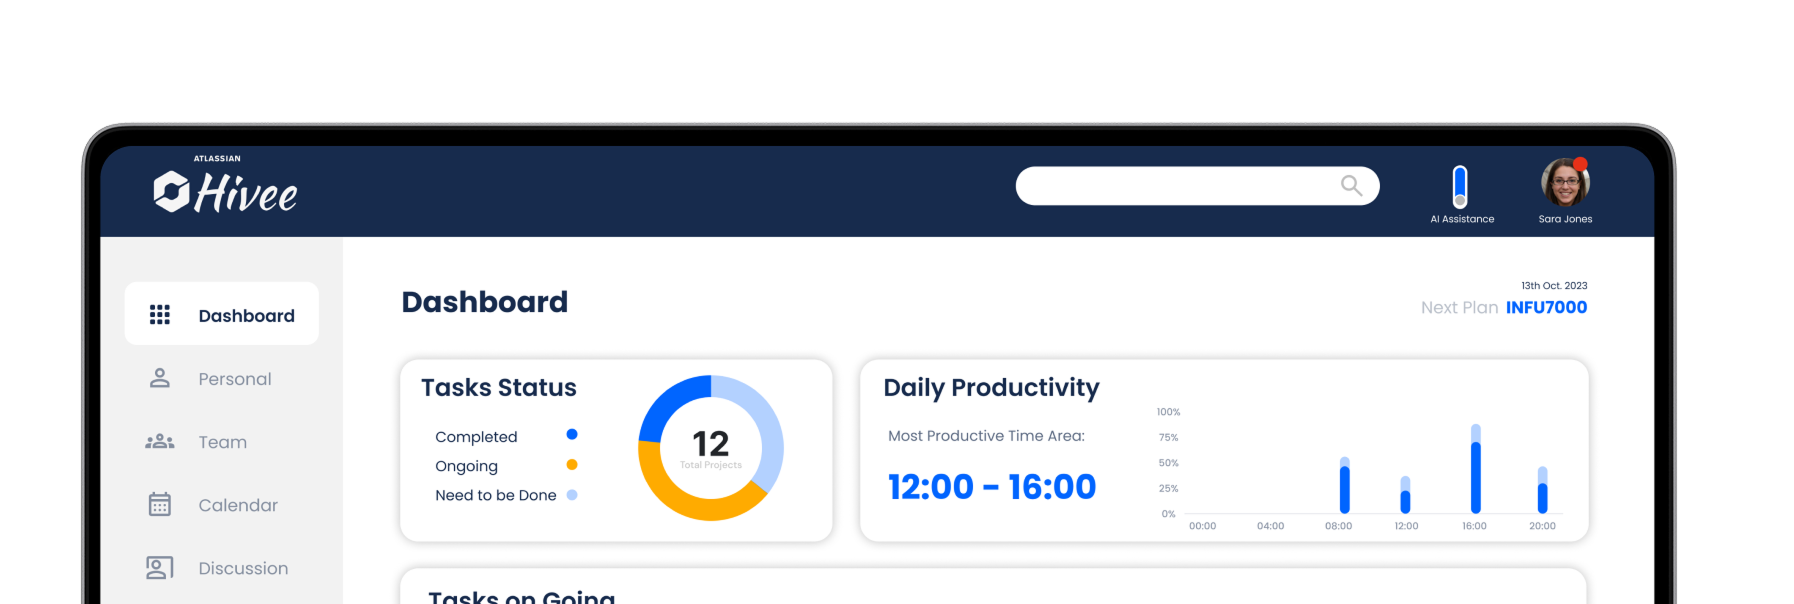 ATLASSIAN
Hivee
AI Assistance
Sara Jones
Dashboard
Personal
Team
Calendar
Discussion
Dashboard
13th Oct. 2023
Next Plan INFU7000
Tasks Status
Completed
Ongoing
Need to be Done
12
Total Projects
Daily Productivity
Most Productive Time Area:
12:00 - 16:00
100%
75%
50%
25%
0%
00:00 04:00 08:00 12:00 16:00 20:00
Tasks on Going